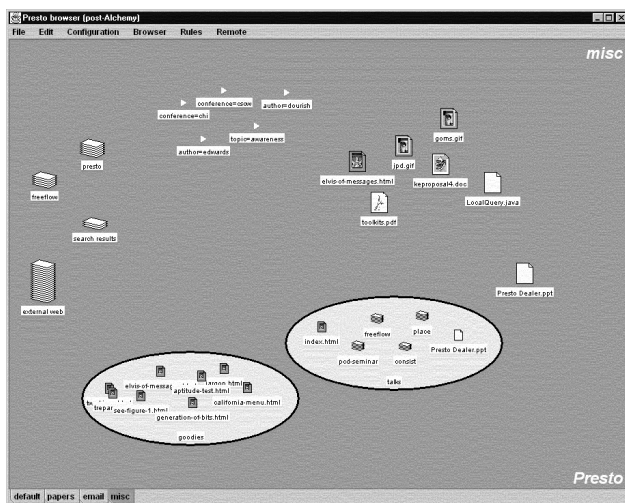 Presto browser (post-Alchemy)
File Edit Configuration Browser Rules Remote
misc
conference=cscw
author=dourish
conference=chi
topic=awareness
author=edwards
goms.gif
presto
jpd.gif
elvis-of-messages.html
keproposal4.doc
freeflow
LocalQuery.java
toolkits.pdf
search results
Presto Dealer.ppt
external web
freeflow
place
index.html
Presto Dealer.ppt
pcd-seminar
consist
talks
aptitude-test.html
california-menu.html
see-figure-1.html
generation-of-bits.html
goodies
Presto
default papers email misc